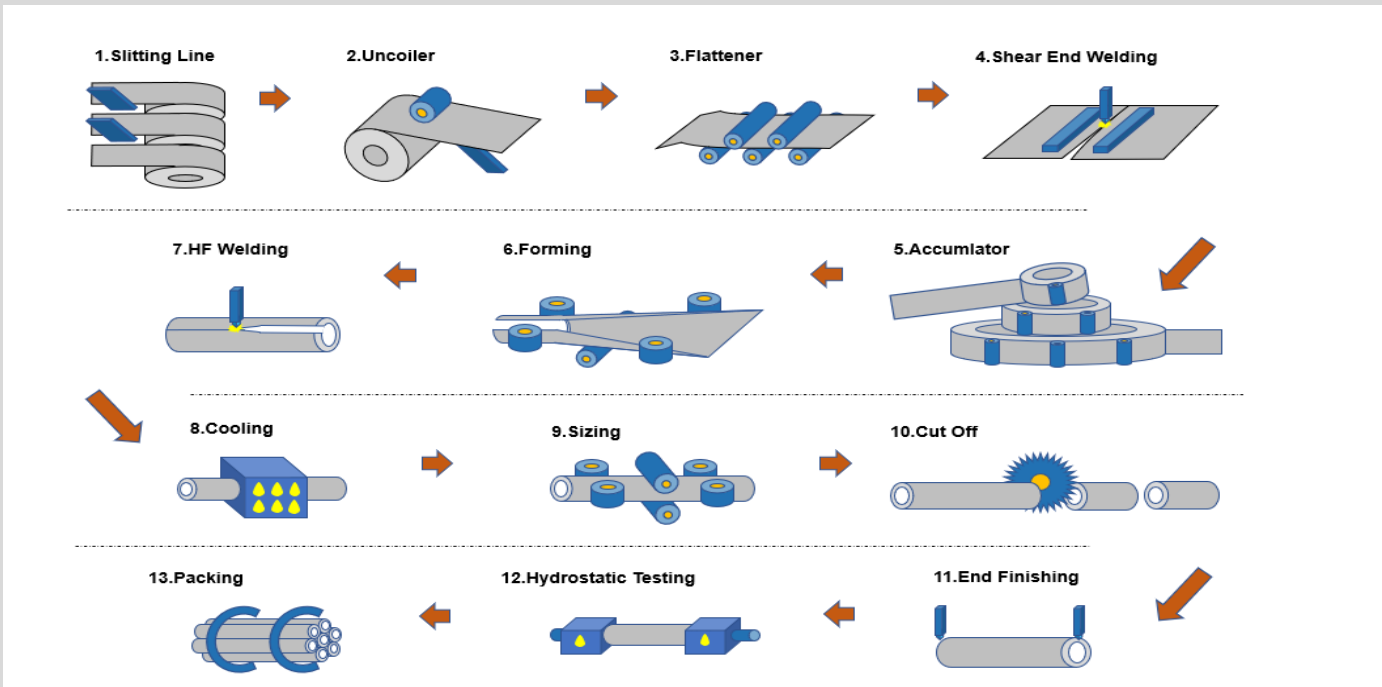 1.Slitting Line
2.Uncoiler
3.Flattener
4.Shear End Welding
5.Accumlator
6.Forming
7.HF Welding
8.Cooling
9.Sizing
10.Cut Off
11.End Finishing
12.Hydrostatic Testing
13.Packing